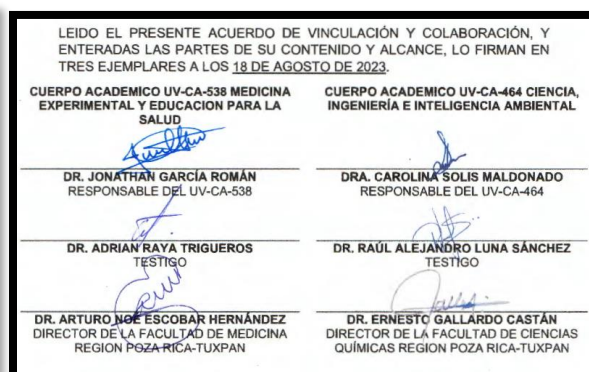 LEIDO EL PRESENTE ACUERDO DE VINCULACIÓN Y COLABORACIÓN, Y
ENTERADAS LAS PARTES DE SU CONTENIDO Y ALCANCE, LO FIRMAN EN
TRES EJEMPLARES A LOS 18 DE AGOSTO DE 2023.
CUERPO ACADEMICO UV-CA-538 MEDICINA
EXPERIMENTAL Y EDUCACION PARA LA
SALUD
DR. JONATHAN GARCÍA ROMÁN
RESPONSABLE DEL UV-CA-538
DR. ADRIAN RAYA TRIGUEROS
TESTIGO
DR. ARTURO NOÉ ESCOBAR HERNÁNDEZ
DIRECTOR DE LA FACULTAD DE MEDICINA
REGION POZA RICA-TUXPAN
CUERPO ACADEMICO UV-CA-464 CIENCIA,
INGENIERÍA E INTELIGENCIA AMBIENTAL
DRA. CAROLINA SOLIS MALDONADO
RESPONSABLE DEL UV-CA-464
DR. RAÚL ALEJANDRO LUNA SÁNCHEZ
TESTIGO
DR. ERNESTO GALLARDO CASTÁN
DIRECTOR DE LA FACULTAD DE CIENCIAS
QUÍMICAS REGION POZA RICA-TUXPAN